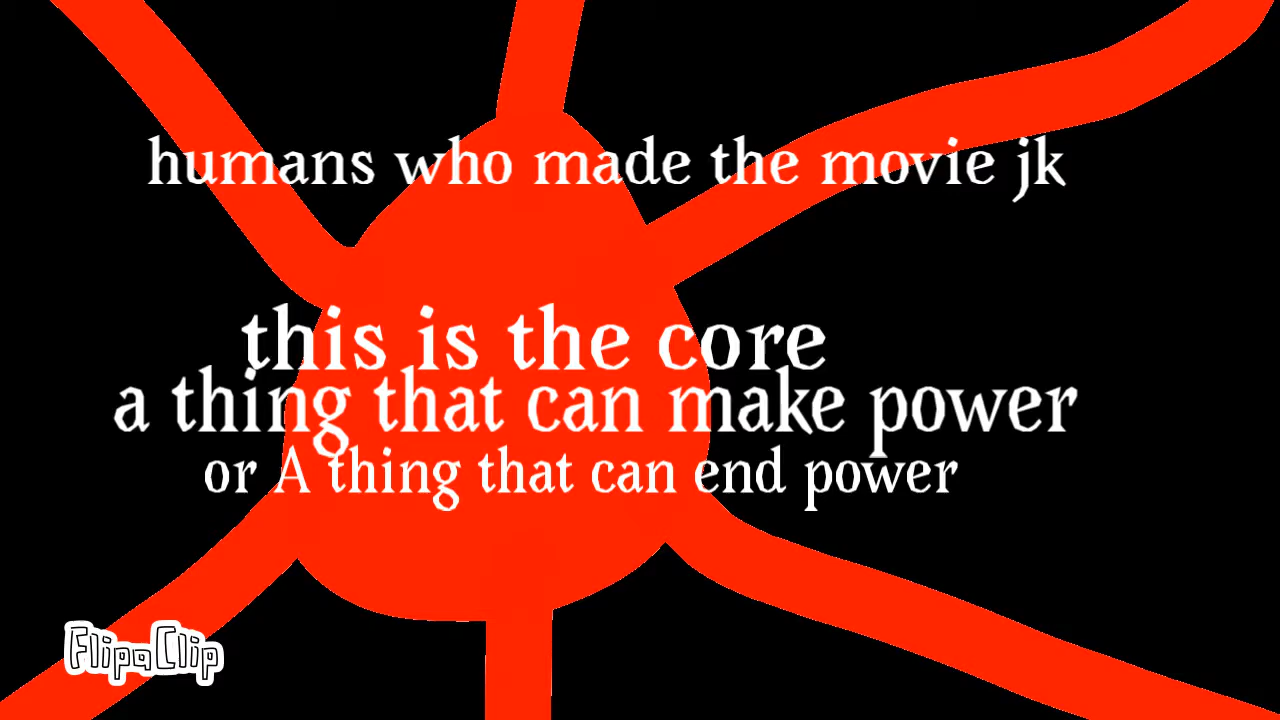 humans who made the movie jk
this is the core
a thing that can make power
or A thing that can end power
FlipaClip